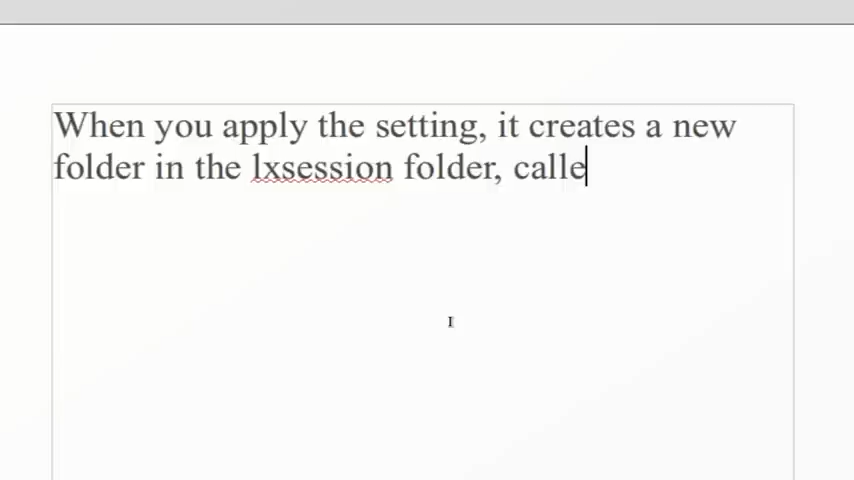 When you apply the setting, it creates a new
folder in the lxsession folder, calle